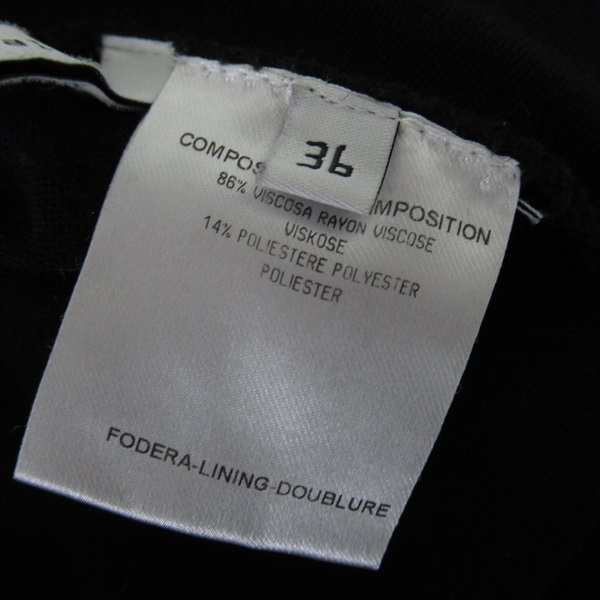 36
COMPOS MPOSITION
86% VISCOSA RAYON VISCOSE
VISKOSE
14% POLIESTERE POLYESTER
POLIESTER
FODERA-LINING-DOUBLURE